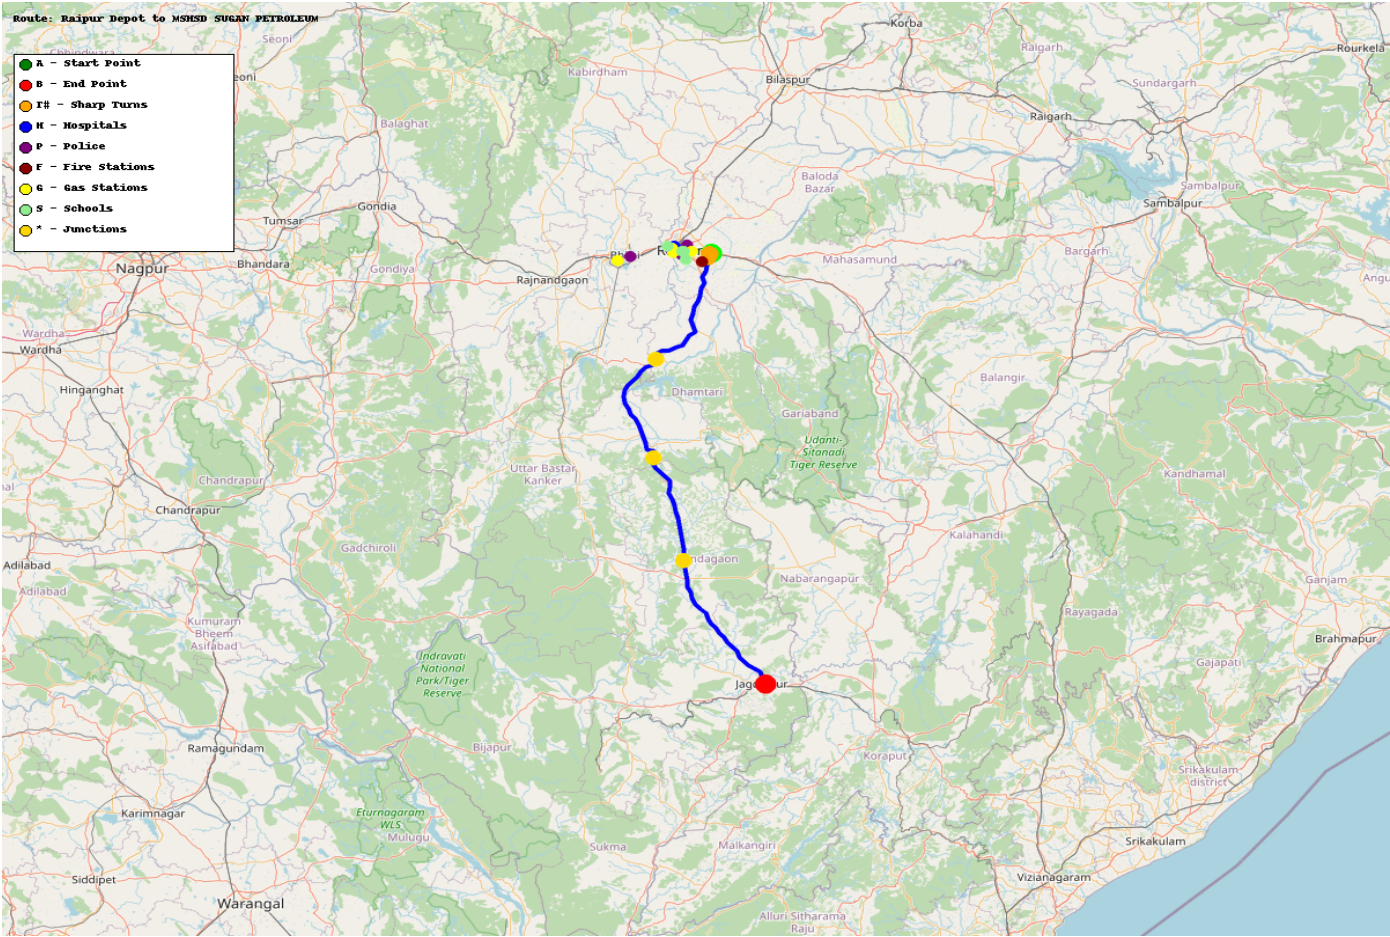 Route: Raipur Depot to MSMSD SUGAN PETROLEUM
A - Start Point
B - End Point
T# - Sharp Turns
H - Hospitals
P - Police
F - Fire Stations
G - Gas Stations
S - Schools
* - Junctions
Korba
Seoni
Raigarh
Rourkela
Chhindwara
Kabirdham
Bilaspur
Sundargarh
Balaghat
Raigarh
Baloda
Bazar
Sambalpur
Sambalpur
Gondia
Tumsar
Bhandara
Nagpur
Gondiya
Rajnandgaon
Mahasamund
Bargarh
Wardha
Wardha
Hinganghat
Dhamtari
Balangir
Gariaband
Udanti-
Sitanadi
Tiger Reserve
Uttar Bastar
Kanker
Chandrapur
Kandhamal
Chandrapur
Gadchiroli
Kalahandi
Adilabad
Adilabad
Nabarangapur
Ganjam
Rayagada
Kumuram
Bheem
Asifabad
Brahmapur
Indravati
National
Park/Tiger
Reserve
Gajapati
Ramagundam
Bijapur
Koraput
Srikakulam
district
Karimnagar
Eturnagaram
WLS
Mulugu
Sukma
Malkangiri
Srikakulam
Siddipet
Vizianagaram
Warangal
Alluri Sitharama
Raju